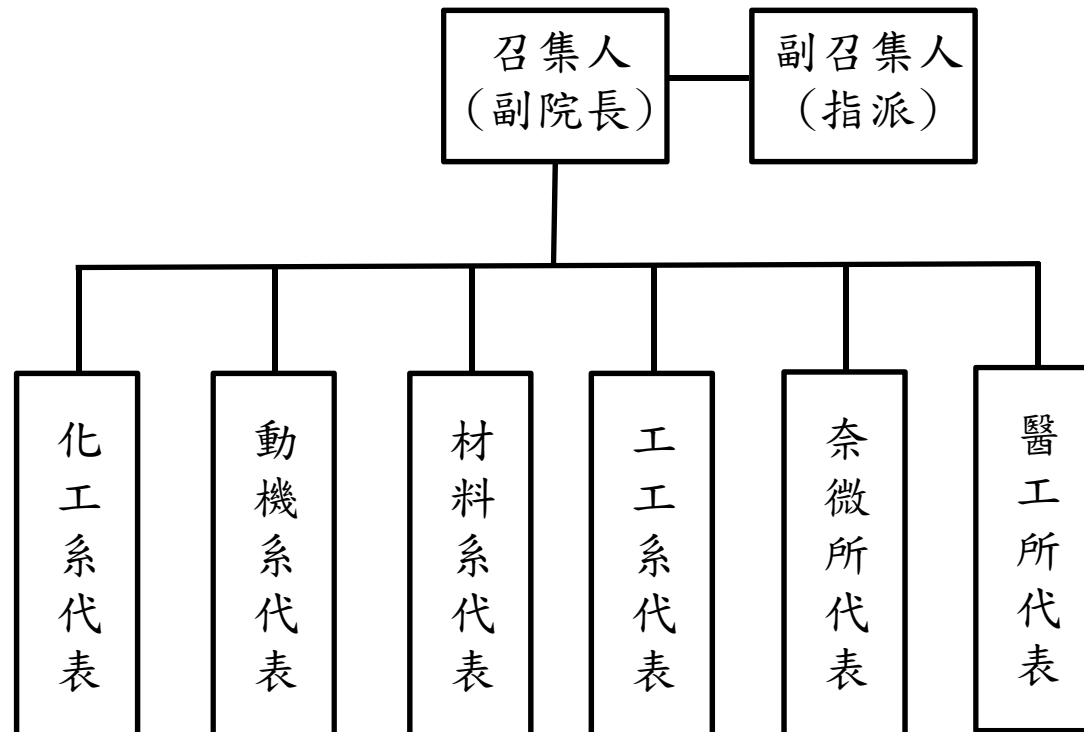 召集人
（副院長）
副召集人
（指派）
化工系代表
動機系代表
材料系代表
工工系代表
奈微所代表
醫工所代表